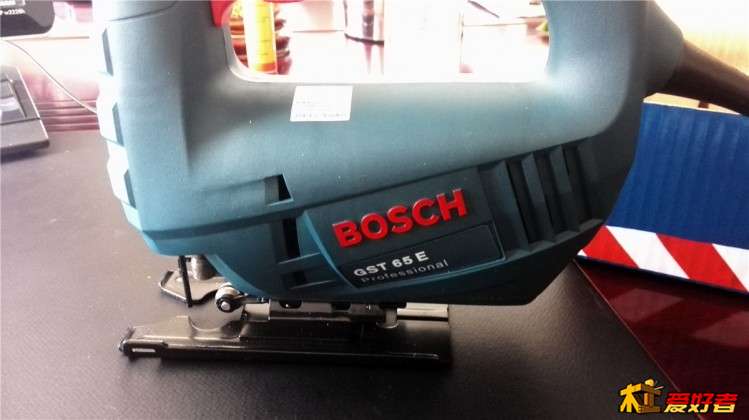 BOSCH
GST 65 E
Professional
木工爱好者